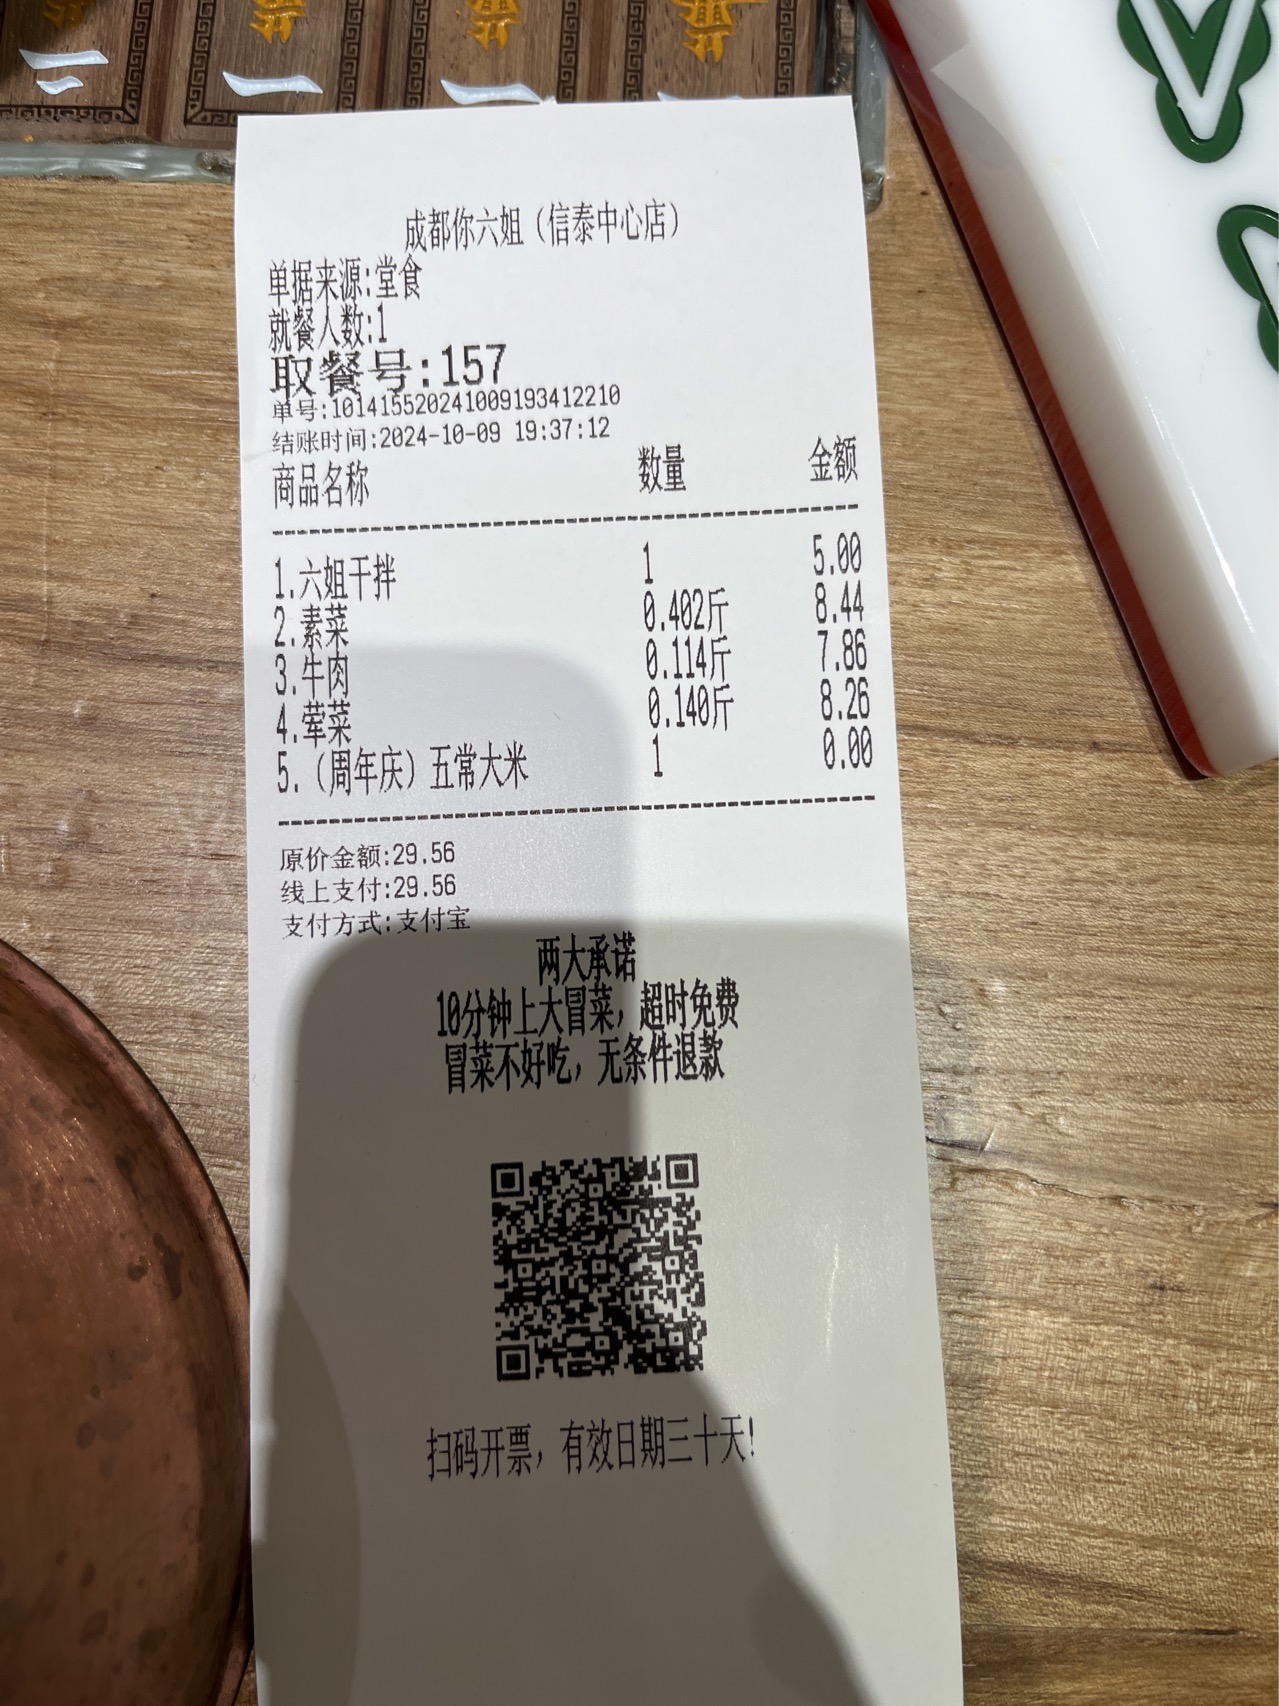 成都你六姐（信泰中心店）
单据来源:堂食
就餐人数:1
取餐号:157
单号:101415520241009193412210
结账时间:2024-10-09 19:37:12
商品名称 数量 金额
1.六姐干拌 1 5.00
2.素菜 0.402斤 8.44
3.牛肉 0.114斤 7.86
4.荤菜 0.140斤 8.26
5.（周年庆）五常大米 1 0.00
原价金额:29.56
线上支付:29.56
支付方式:支付宝
两大承诺
10分钟上大冒菜，超时免费
冒菜不好吃，无条件退款
扫码开票，有效日期三十天!